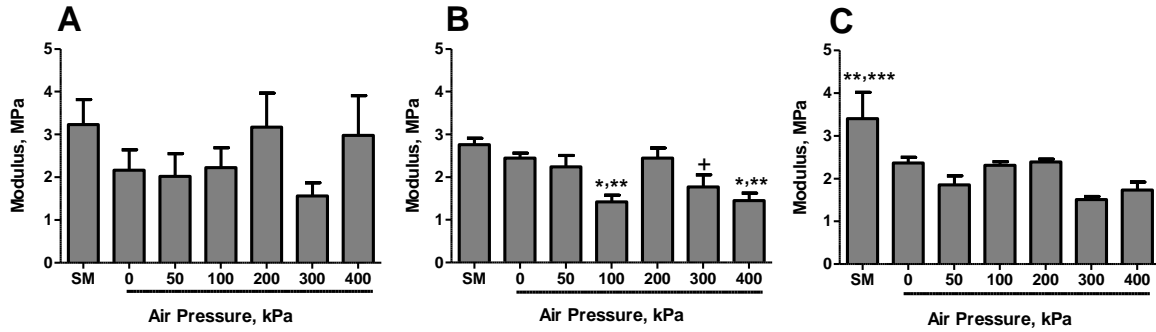 A
Modulus, MPa
5
4
3
2
1
0
SM 0 50 100 200 300 400
Air Pressure, kPa
B
Modulus, MPa
5
4
3
2
1
0
*,** + *,**
SM 0 50 100 200 300 400
Air Pressure, kPa
C
Modulus, MPa
5
4
3
2
1
0
**,***
SM 0 50 100 200 300 400
Air Pressure, kPa